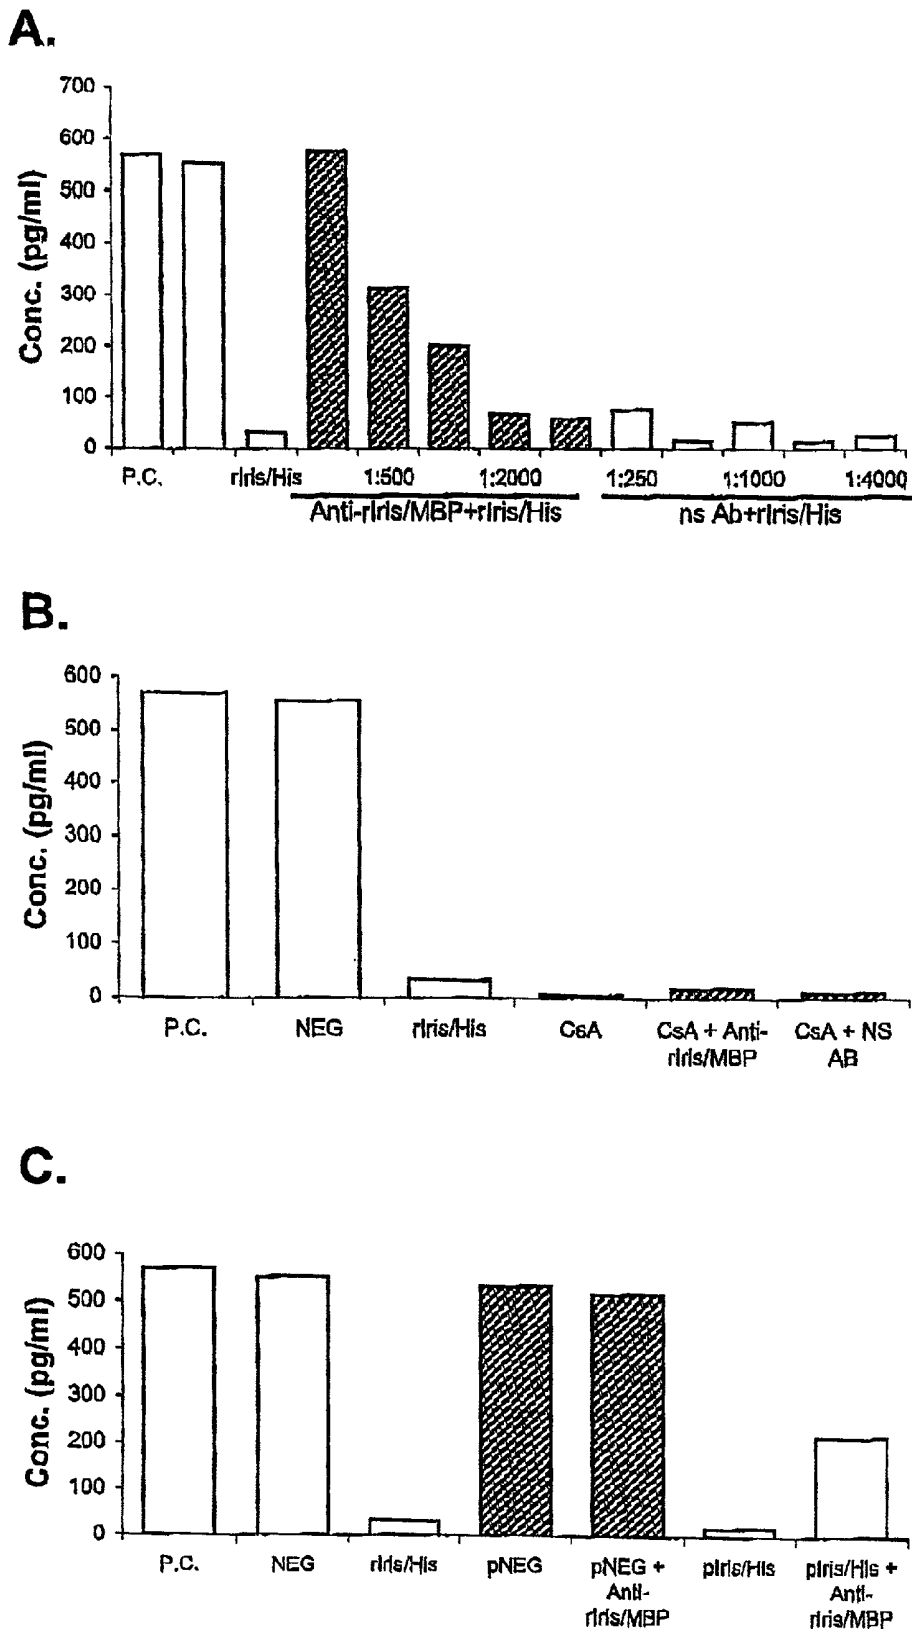 A.
700
600
500
400
300
200
100
0
Conc. (pg/ml)
P.C. rIris/His 1:500 1:2000 1:250 1:1000 1:4000
Anti-rIris/MBP+rIris/His ns Ab+rIris/His
B.
600
500
400
300
200
100
0
Conc. (pg/ml)
P.C. NEG rIris/His CsA CsA + Anti- CsA + NS
rIris/MBP AB
C.
600
500
400
300
200
100
0
Conc. (pg/ml)
P.C. NEG rIris/His pNEG pNEG + pIris/His pIris/His +
Anti- Anti-
rIris/MBP rIris/MBP